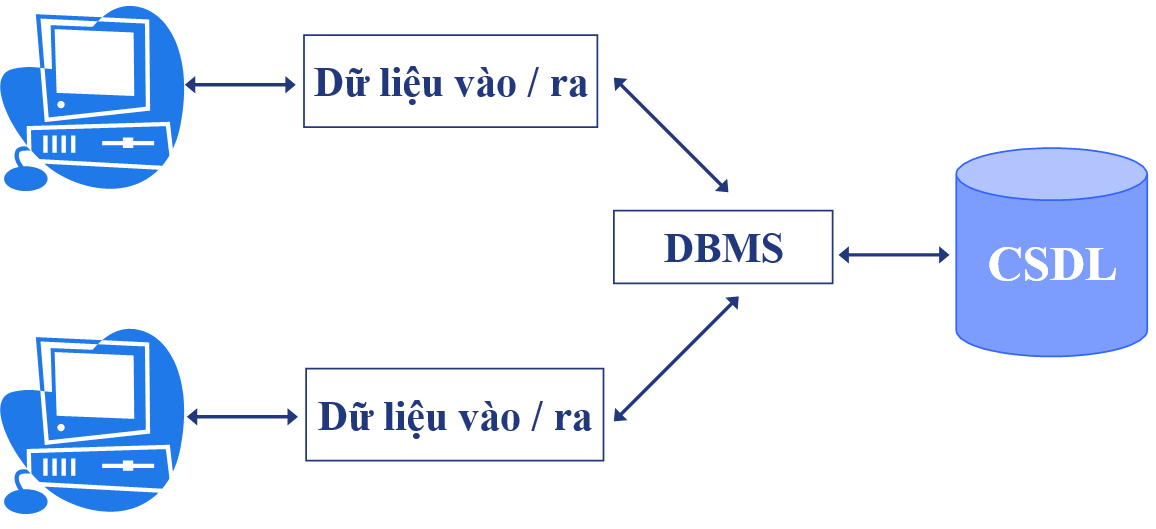 Dữ liệu vào / ra
DBMS
CSDL
Dữ liệu vào / ra